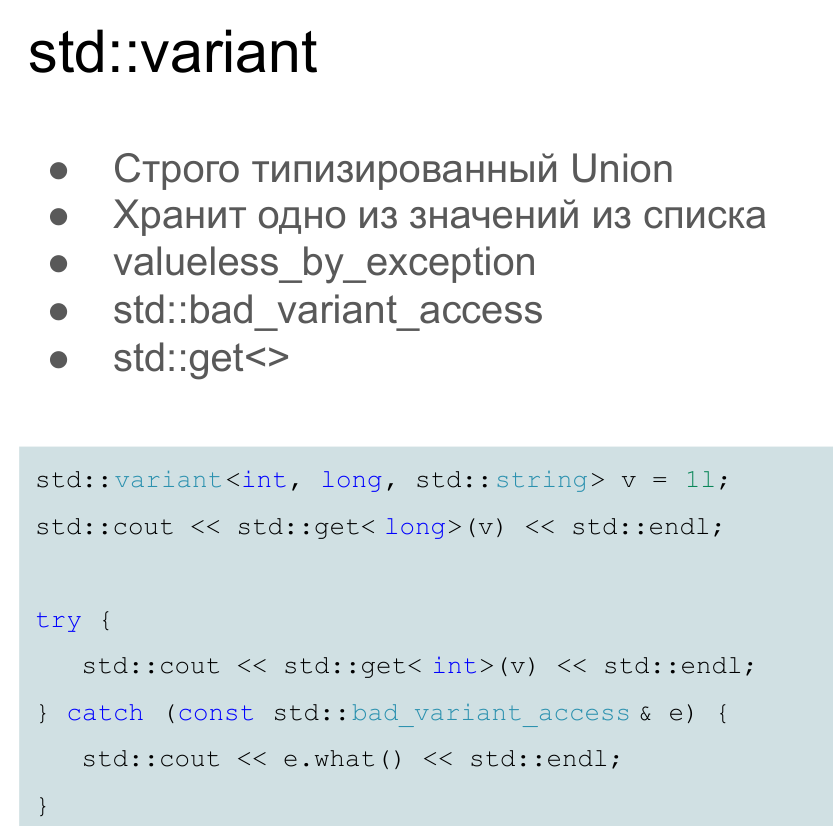 std::variant
● Строго типизированный Union
● Хранит одно из значений из списка
● valueless_by_exception
● std::bad_variant_access
● std::get<>
std::variant<int, long, std::string> v = 1l;
std::cout << std::get< long>(v) << std::endl;
try {
   std::cout << std::get< int>(v) << std::endl;
} catch (const std::bad_variant_access & e) {
   std::cout << e.what() << std::endl;
}